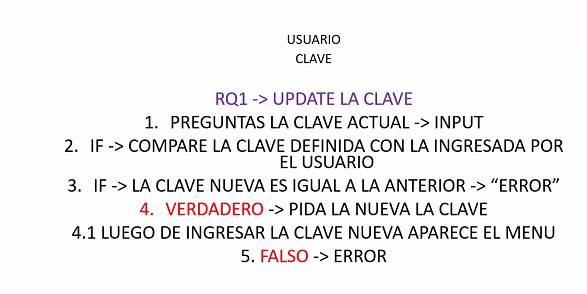 USUARIO
CLAVE
RQ1 -> UPDATE LA CLAVE
1. PREGUNTAS LA CLAVE ACTUAL -> INPUT
2. IF -> COMPARE LA CLAVE DEFINIDA CON LA INGRESADA POR
EL USUARIO
3. IF -> LA CLAVE NUEVA ES IGUAL A LA ANTERIOR -> “ERROR”
4. VERDADERO -> PIDA LA NUEVA LA CLAVE
4.1 LUEGO DE INGRESAR LA CLAVE NUEVA APARECE EL MENU
5. FALSO -> ERROR